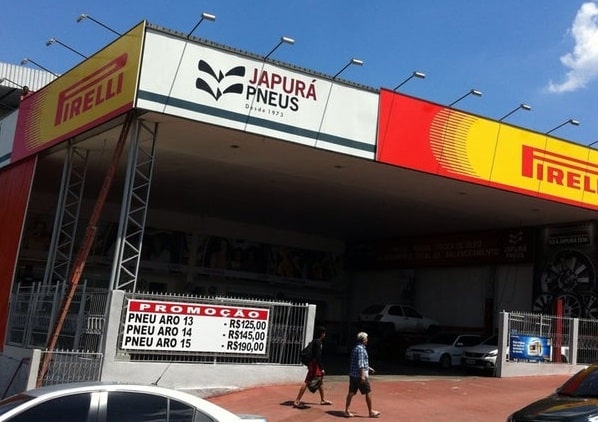 PIRELLI
JAPURÁ
PNEUS
Desde 1973
PIRELLI
PROMOÇÃO
PNEU ARO 13 - R$125,00
PNEU ARO 14 - R$145,00
PNEU ARO 15 - R$190,00
JAPURÁ